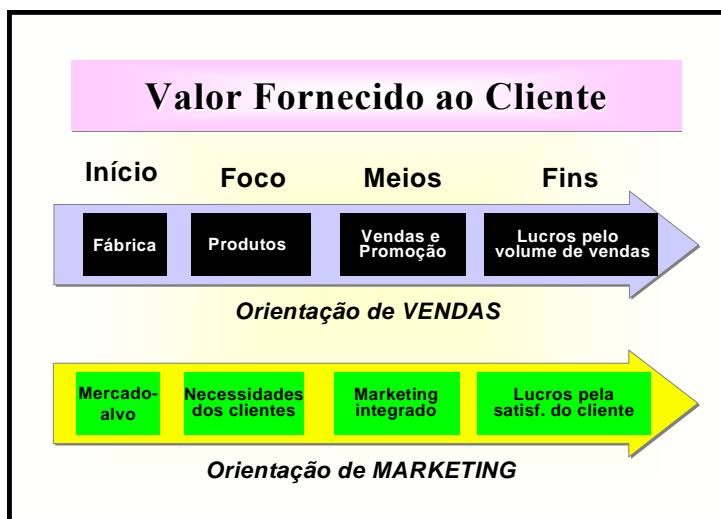 Valor Fornecido ao Cliente
Início
Foco
Meios
Fins
Fábrica
Produtos
Vendas e
Promoção
Lucros pelo
volume de vendas
Orientação de VENDAS
Mercado-
alvo
Necessidades
dos clientes
Marketing
integrado
Lucros pela
satisf. do cliente
Orientação de MARKETING